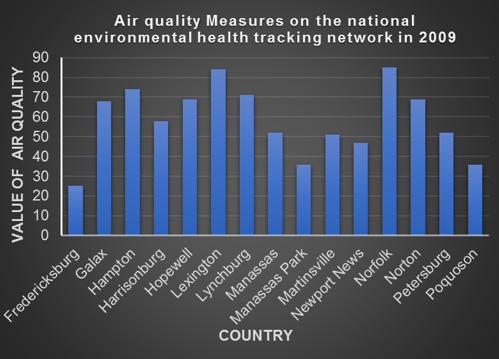 Air quality Measures on the national
environmental health tracking network in 2009
VALUE OF AIR QUALITY
90
80
70
60
50
40
30
20
10
0
Fredericksburg
Galax
Hampton
Harrisonburg
Hopewell
Lexington
Lynchburg
Manassas
Manassas Park
Martinsville
Newport News
Norfolk
Norton
Petersburg
Poquoson
COUNTRY